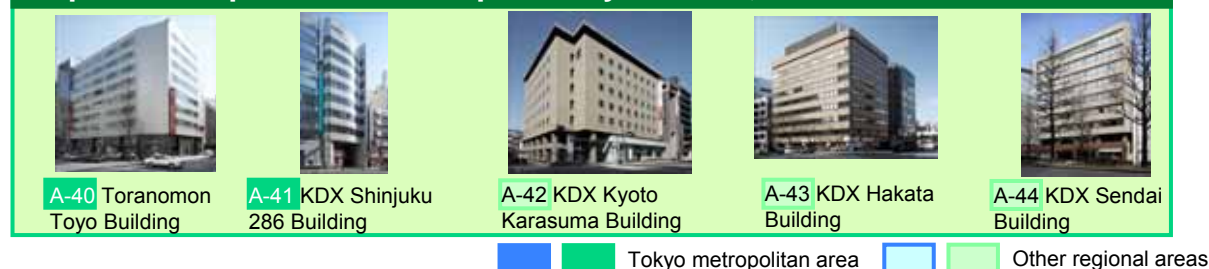 A-40 Toranomon
Toyo Building
A-41 KDX Shinjuku
286 Building
A-42 KDX Kyoto
Karasuma Building
A-43 KDX Hakata
Building
A-44 KDX Sendai
Building
Tokyo metropolitan area
Other regional areas